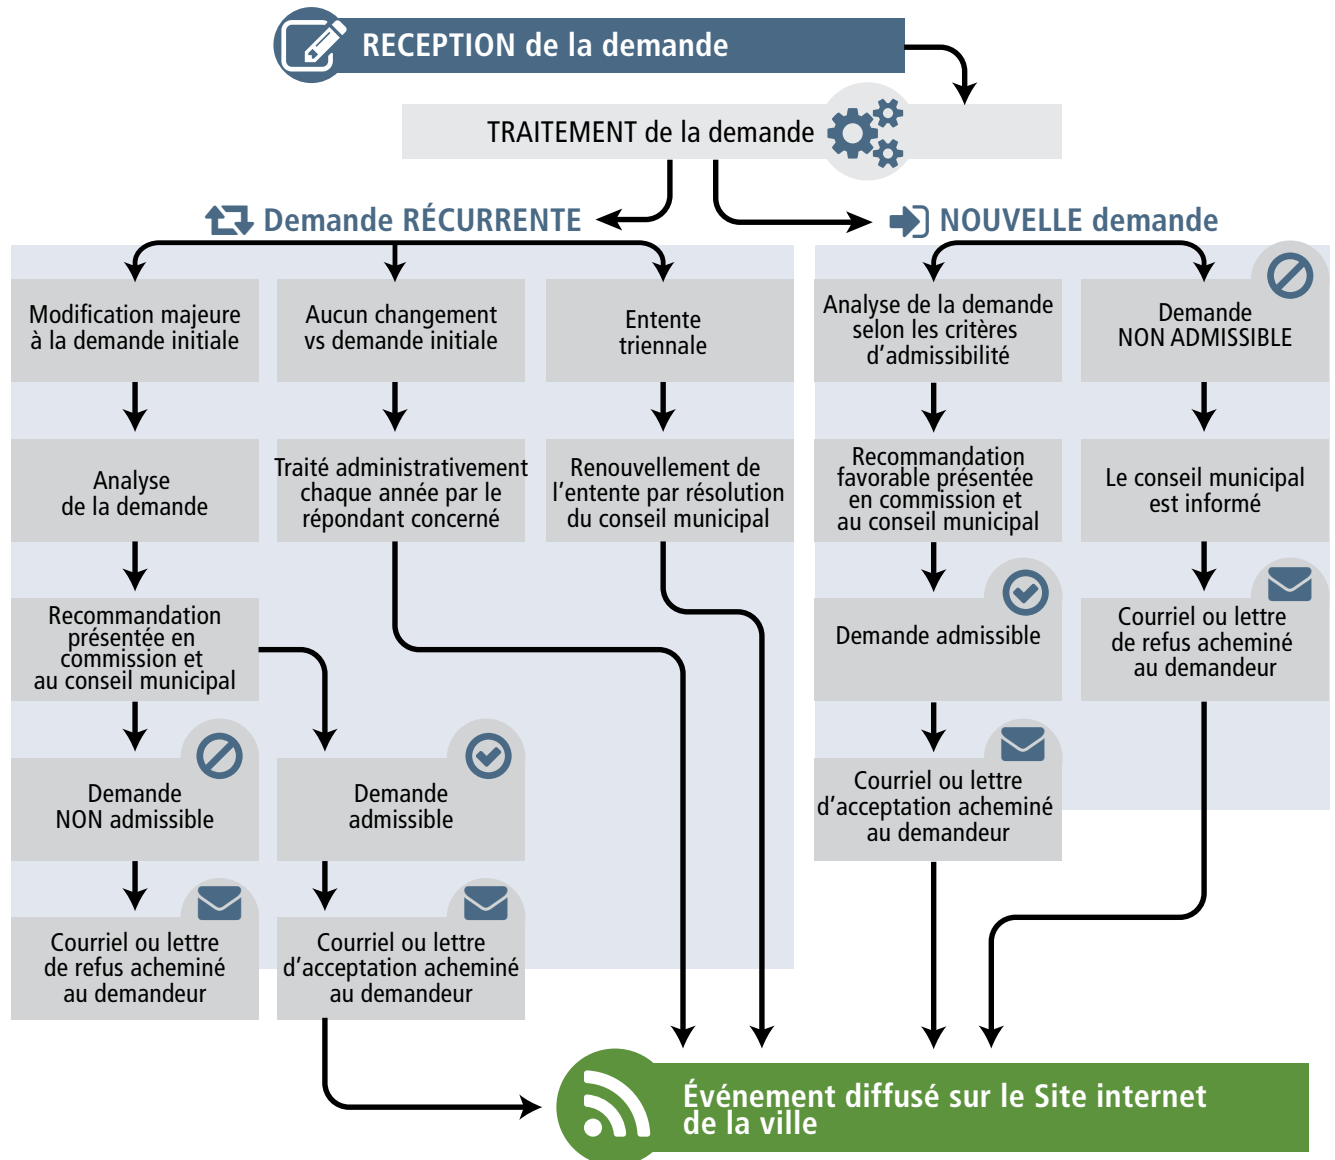 RECEPTION de la demande
TRAITEMENT de la demande
Demande RÉCURRENTE
NOUVELLE demande
Modification majeure
à la demande initiale
Aucun changement
vs demande initiale
Entente
triennale
Analyse de la demande
selon les critères
d'admissibilité
Demande
NON ADMISSIBLE
Analyse
de la demande
Traité administrativement
chaque année par le
répondant concerné
Renouvellement de
l'entente par résolution
du conseil municipal
Recommandation
favorable présentée
en commission et
au conseil municipal
Le conseil municipal
est informé
Recommandation
présentée en
commission et
au conseil municipal
Demande admissible
Courriel ou lettre
de refus acheminé
au demandeur
Demande
NON admissible
Demande
admissible
Courriel ou lettre
d'acceptation acheminé
au demandeur
Courriel ou lettre
de refus acheminé
au demandeur
Courriel ou lettre
d'acceptation acheminé
au demandeur
Événement diffusé sur le Site internet
de la ville